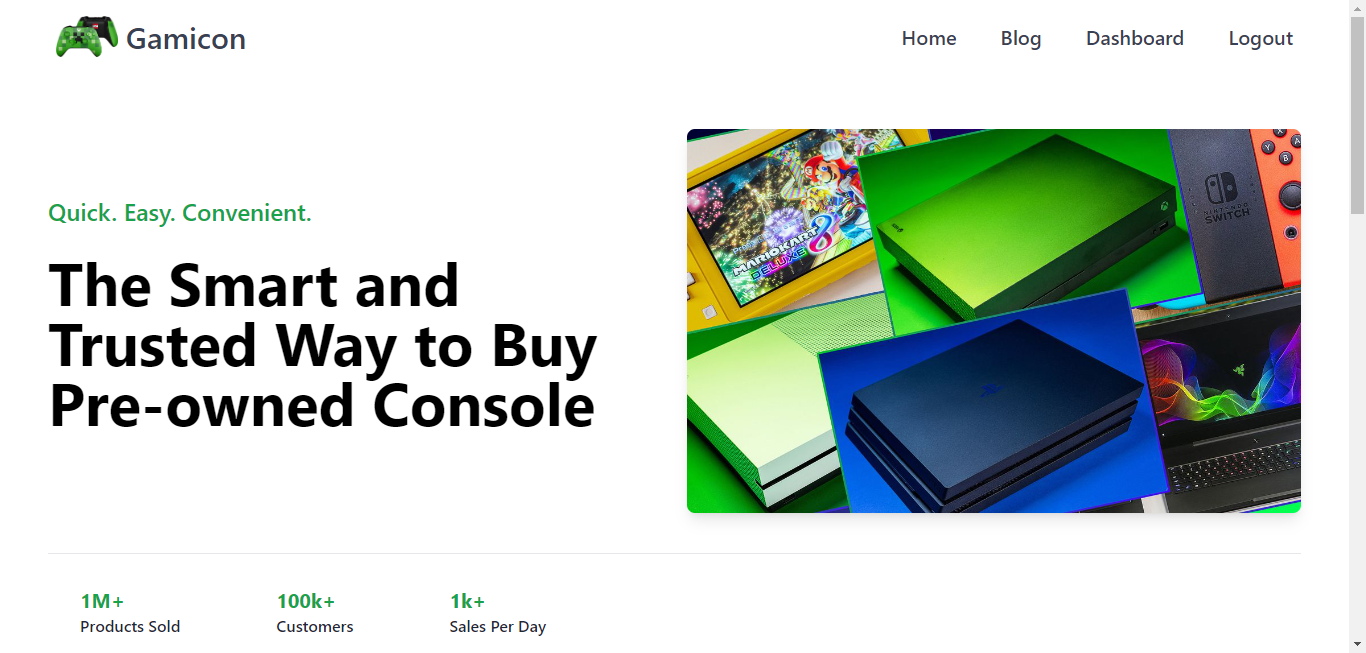 Gamicon
Home Blog Dashboard Logout
Quick. Easy. Convenient.
The Smart and
Trusted Way to Buy
Pre-owned Console
MARIOKART 8
DELUXE
NINTENDO
SWITCH
X
A
Y
B
1M+ 100k+ 1k+
Products Sold Customers Sales Per Day